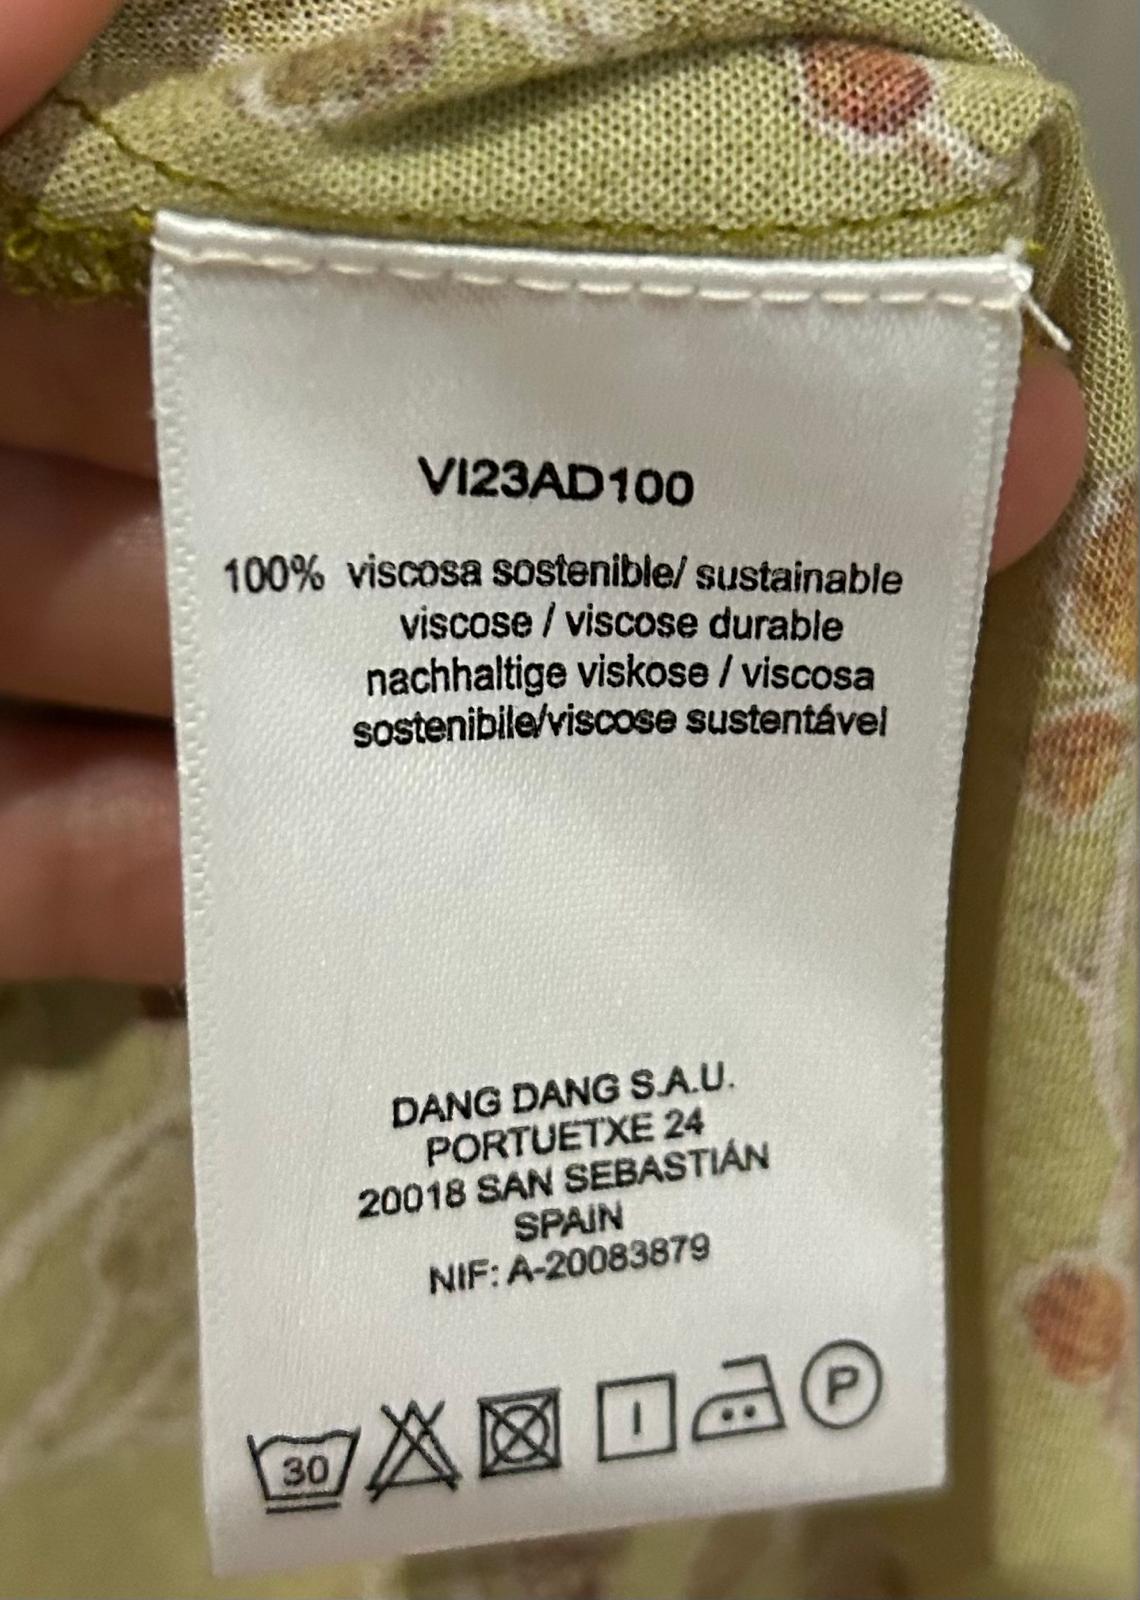 VI23AD100
100% viscosa sostenible/ sustainable
viscose / viscose durable
nachhaltige viskose / viscosa
sostenibile/viscose sustentável
DANG DANG S.A.U.
PORTUETXE 24
20018 SAN SEBASTIÁN
SPAIN
NIF: A-20083879
30 P